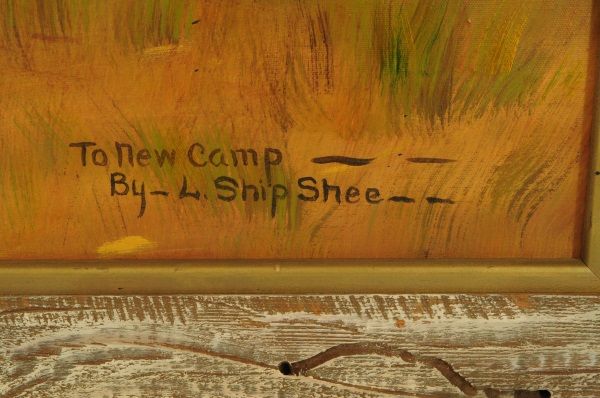 To New Camp — —
By - L. Ship Shee - -